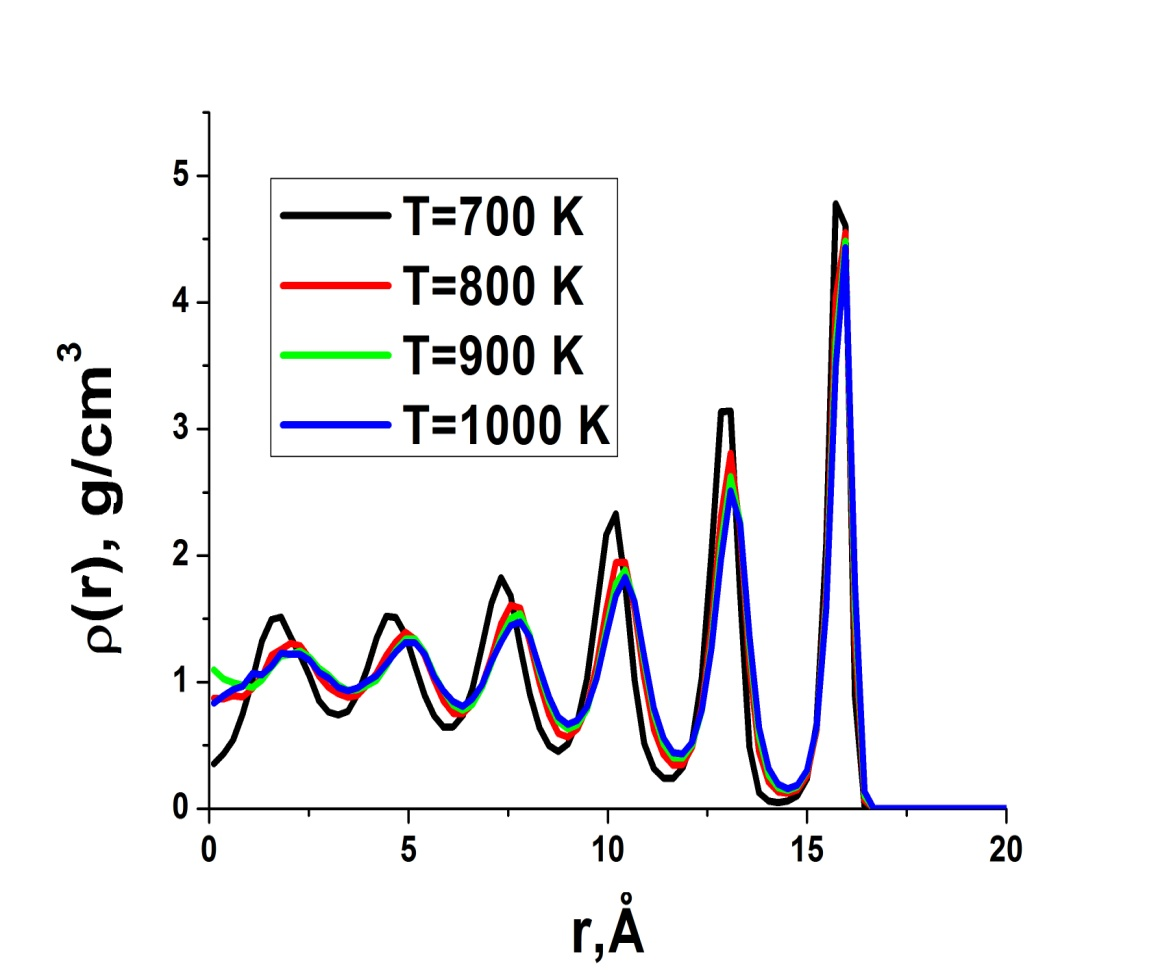 5
4
3
2
1
0
ρ(r), g/cm³
T=700 K
T=800 K
T=900 K
T=1000 K
0 5 10 15 20
r,Å